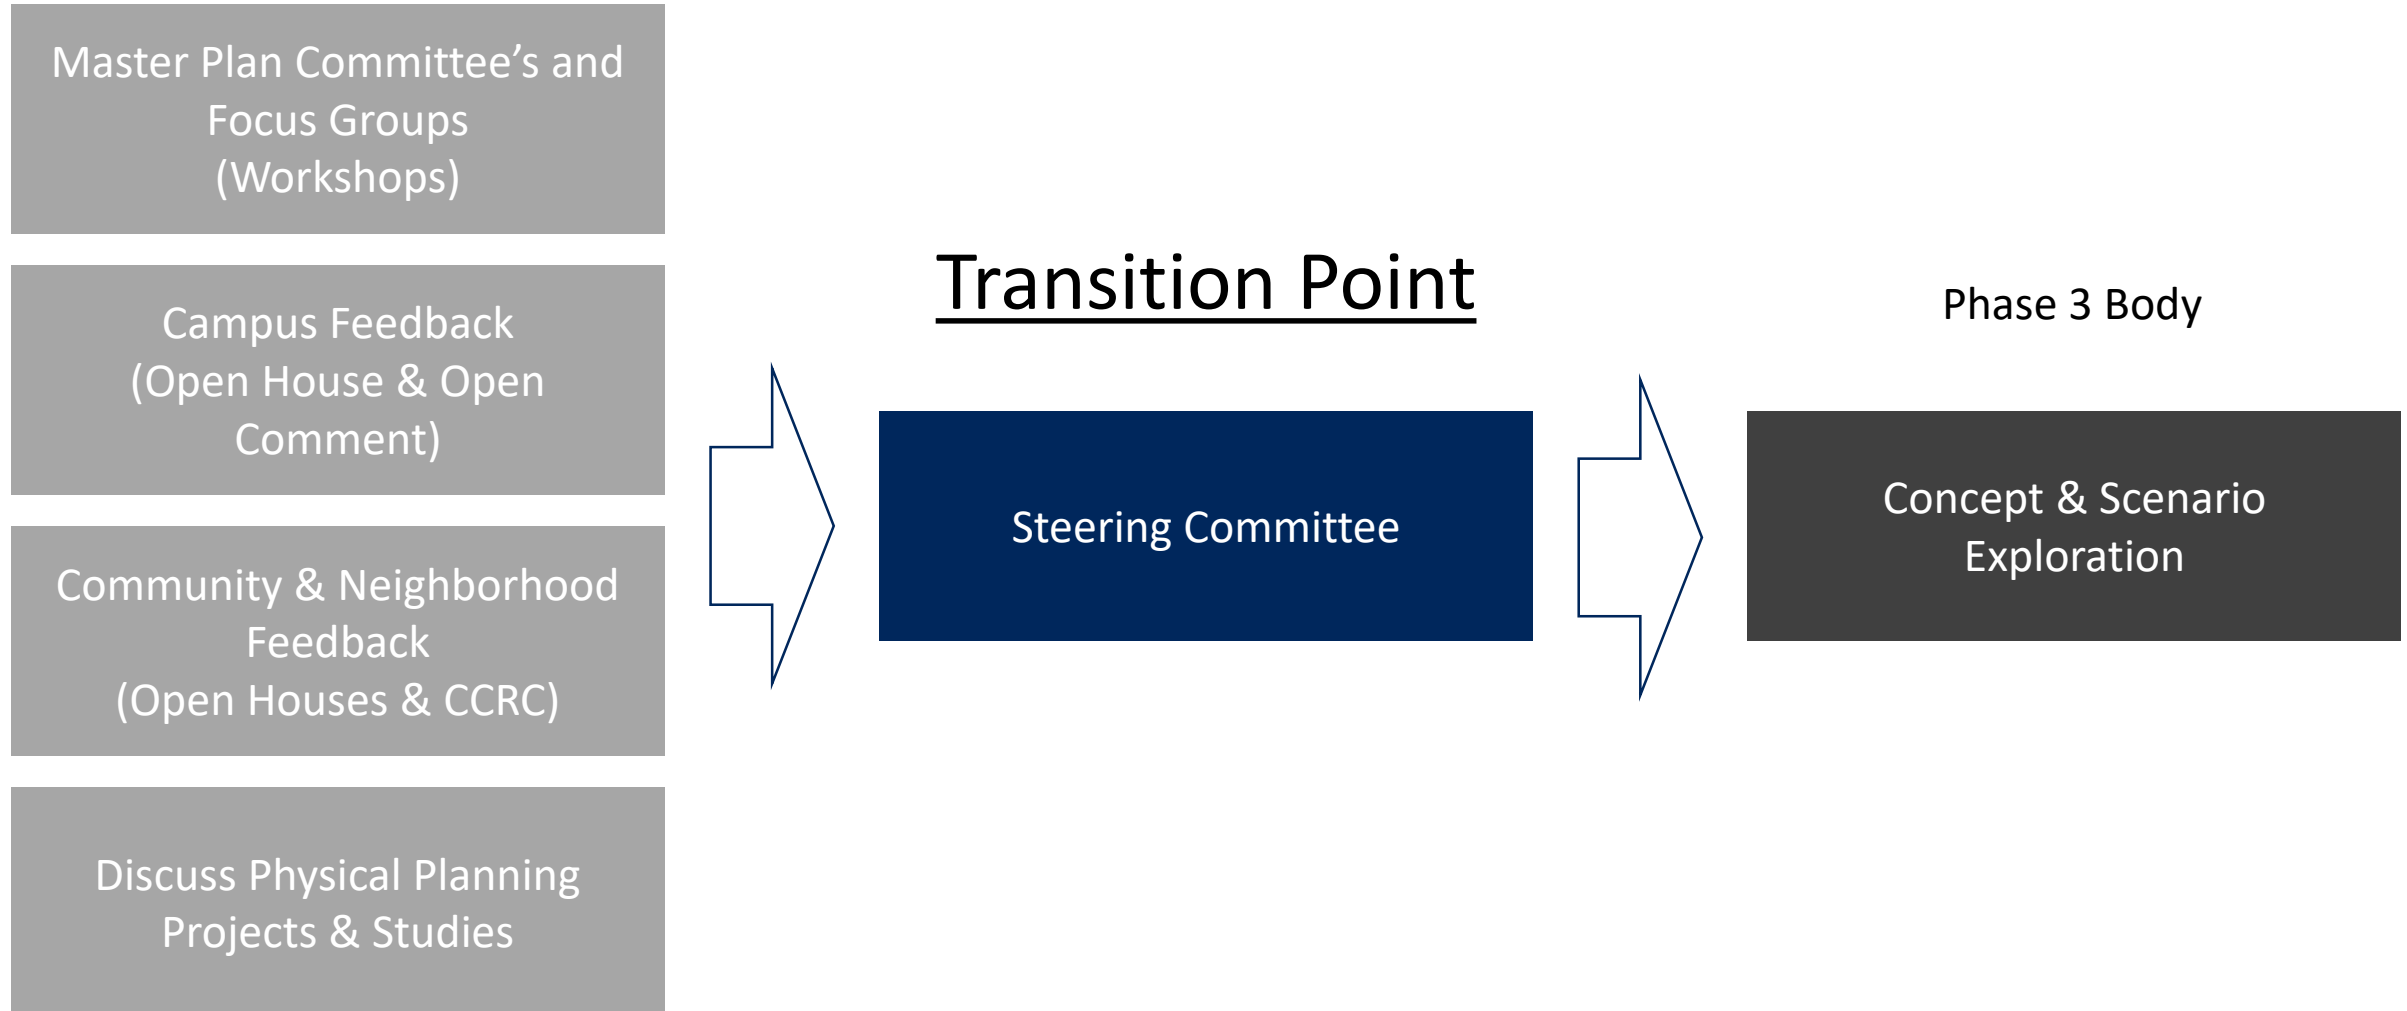 Master Plan Committee’s and
Focus Groups
(Workshops)
Campus Feedback
(Open House & Open
Comment)
Community & Neighborhood
Feedback
(Open Houses & CCRC)
Discuss Physical Planning
Projects & Studies
Transition Point
Steering Committee
Phase 3 Body
Concept & Scenario
Exploration